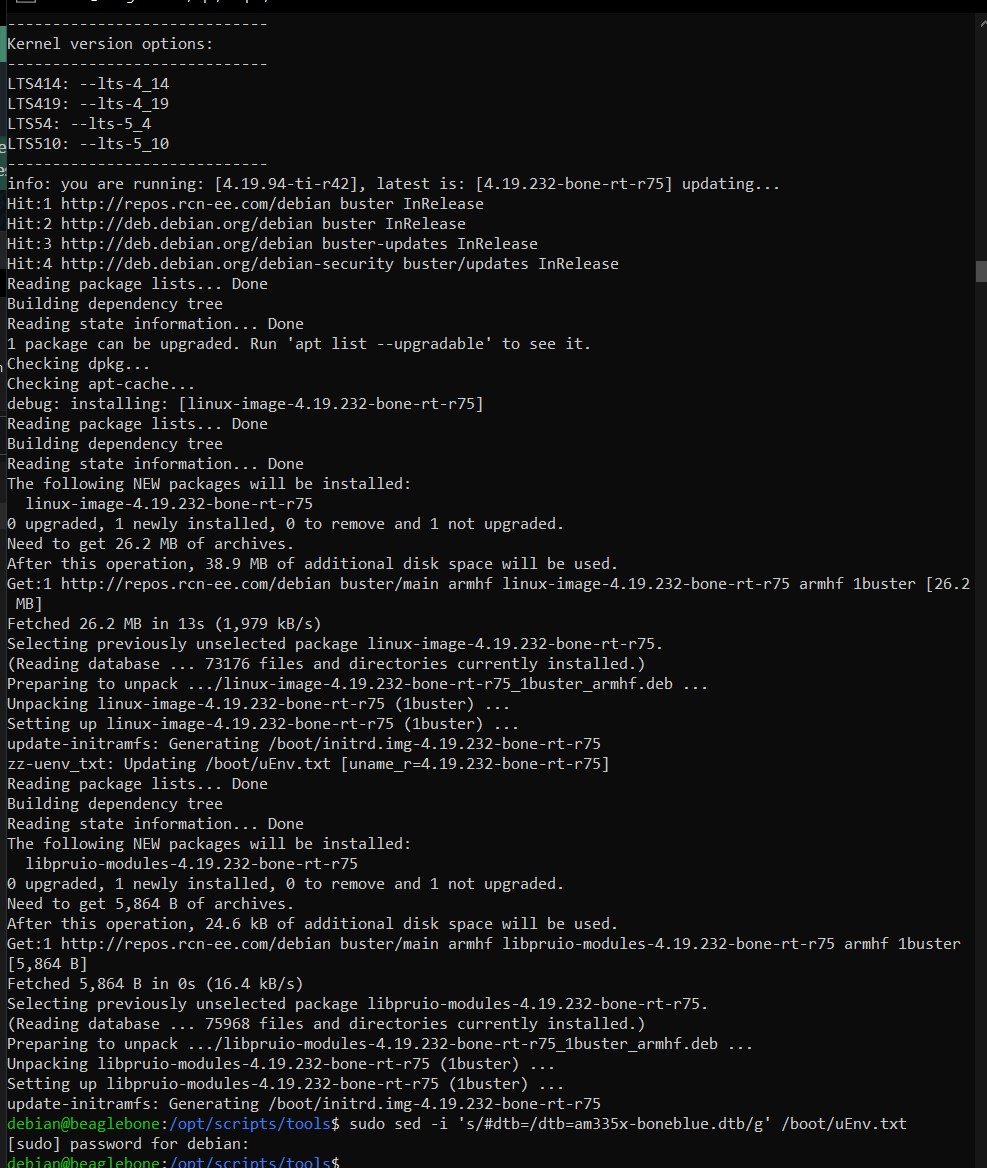 -----------------------------
Kernel version options:
-----------------------------
LTS414: --lts-4_14
LTS419: --lts-4_19
LTS54: --lts-5_4
LTS510: --lts-5_10
-----------------------------
info: you are running: [4.19.94-ti-r42], latest is: [4.19.232-bone-rt-r75] updating...
Hit:1 http://repos.rcn-ee.com/debian buster InRelease
Hit:2 http://deb.debian.org/debian buster InRelease
Hit:3 http://deb.debian.org/debian buster-updates InRelease
Hit:4 http://deb.debian.org/debian-security buster/updates InRelease
Reading package lists... Done
Building dependency tree
Reading state information... Done
1 package can be upgraded. Run 'apt list --upgradable' to see it.
Checking dpkg...
Checking apt-cache...
debug: installing: [linux-image-4.19.232-bone-rt-r75]
Reading package lists... Done
Building dependency tree
Reading state information... Done
The following NEW packages will be installed:
  linux-image-4.19.232-bone-rt-r75
0 upgraded, 1 newly installed, 0 to remove and 1 not upgraded.
Need to get 26.2 MB of archives.
After this operation, 38.9 MB of additional disk space will be used.
Get:1 http://repos.rcn-ee.com/debian buster/main armhf linux-image-4.19.232-bone-rt-r75 armhf 1buster [26.2
 MB]
Fetched 26.2 MB in 13s (1,979 kB/s)
Selecting previously unselected package linux-image-4.19.232-bone-rt-r75.
(Reading database ... 73176 files and directories currently installed.)
Preparing to unpack .../linux-image-4.19.232-bone-rt-r75_1buster_armhf.deb ...
Unpacking linux-image-4.19.232-bone-rt-r75 (1buster) ...
Setting up linux-image-4.19.232-bone-rt-r75 (1buster) ...
update-initramfs: Generating /boot/initrd.img-4.19.232-bone-rt-r75
zz-uenv_txt: Updating /boot/uEnv.txt [uname_r=4.19.232-bone-rt-r75]
Reading package lists... Done
Building dependency tree
Reading state information... Done
The following NEW packages will be installed:
  libpruio-modules-4.19.232-bone-rt-r75
0 upgraded, 1 newly installed, 0 to remove and 1 not upgraded.
Need to get 5,864 B of archives.
After this operation, 24.6 kB of additional disk space will be used.
Get:1 http://repos.rcn-ee.com/debian buster/main armhf libpruio-modules-4.19.232-bone-rt-r75 armhf 1buster
[5,864 B]
Fetched 5,864 B in 0s (16.4 kB/s)
Selecting previously unselected package libpruio-modules-4.19.232-bone-rt-r75.
(Reading database ... 75968 files and directories currently installed.)
Preparing to unpack .../libpruio-modules-4.19.232-bone-rt-r75_1buster_armhf.deb ...
Unpacking libpruio-modules-4.19.232-bone-rt-r75 (1buster) ...
Setting up libpruio-modules-4.19.232-bone-rt-r75 (1buster) ...
update-initramfs: Generating /boot/initrd.img-4.19.232-bone-rt-r75
debian@beaglebone:/opt/scripts/tools$ sudo sed -i 's/#dtb=/dtb=am335x-boneblue.dtb/g' /boot/uEnv.txt
[sudo] password for debian:
debian@beaglebone:/opt/scripts/tools$